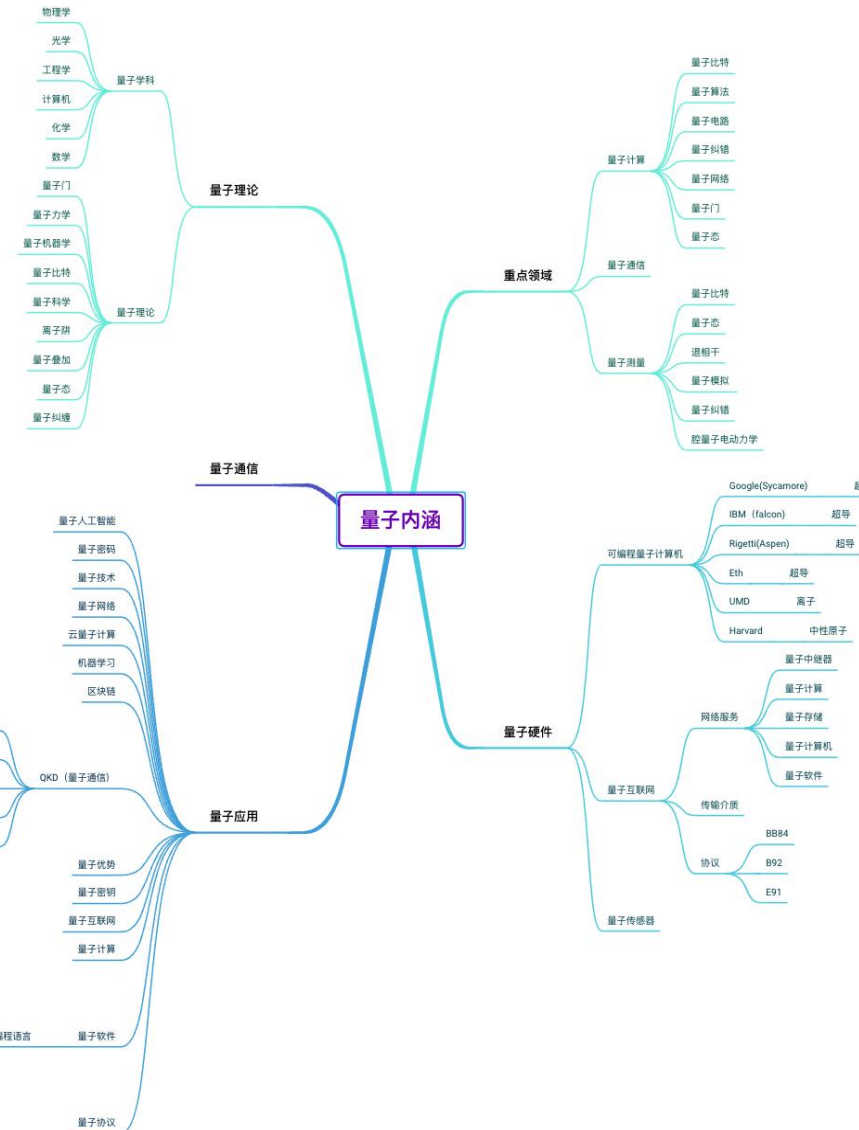 量子内涵
量子理论
量子学科
物理学
光学
工程学
计算机
化学
数学
量子理论
量子门
量子力学
量子机器学
量子比特
量子科学
离子阱
量子叠加
量子态
量子纠缠
量子通信
量子应用
量子人工智能
量子密码
量子技术
量子网络
云量子计算
机器学习
区块链
QKD（量子通信）
量子优势
量子密钥
量子互联网
量子计算
量子软件
程语言
量子协议
重点领域
量子计算
量子比特
量子算法
量子电路
量子纠错
量子网络
量子门
量子态
量子通信
量子测量
量子比特
量子态
退相干
量子模拟
量子纠错
腔量子电动力学
量子硬件
可编程量子计算机
Google(Sycamore)
IBM（falcon） 超导
Rigetti(Aspen) 超导
Eth 超导
UMD 离子
Harvard 中性原子
量子互联网
网络服务
量子中继器
量子计算
量子存储
量子计算机
量子软件
传输介质
协议
BB84
B92
E91
量子传感器